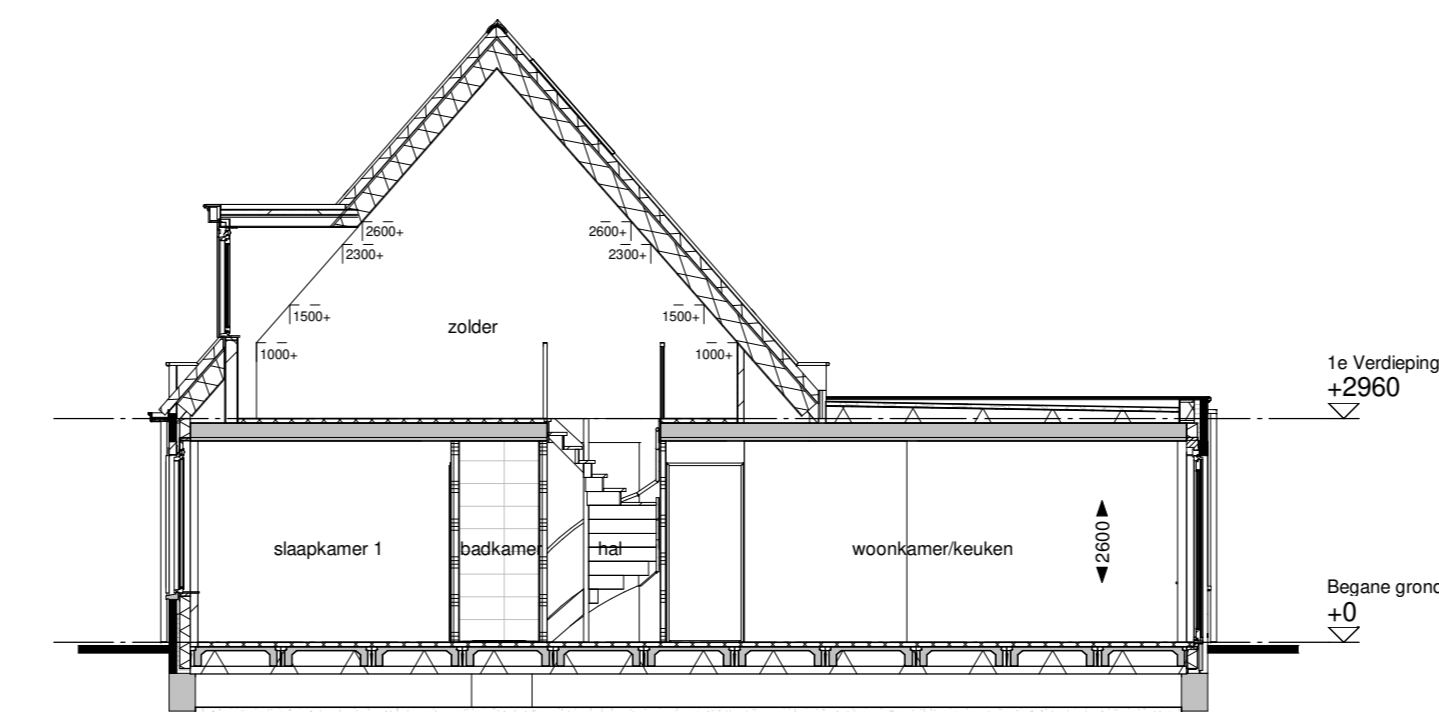 2600+
2600+
2300+
2300+
1500+
1500+
zolder
1000+
1000+
1e Verdieping
+2960
slaapkamer 1
badkamer
hal
woonkamer/keuken
2600
Begane grond
+0